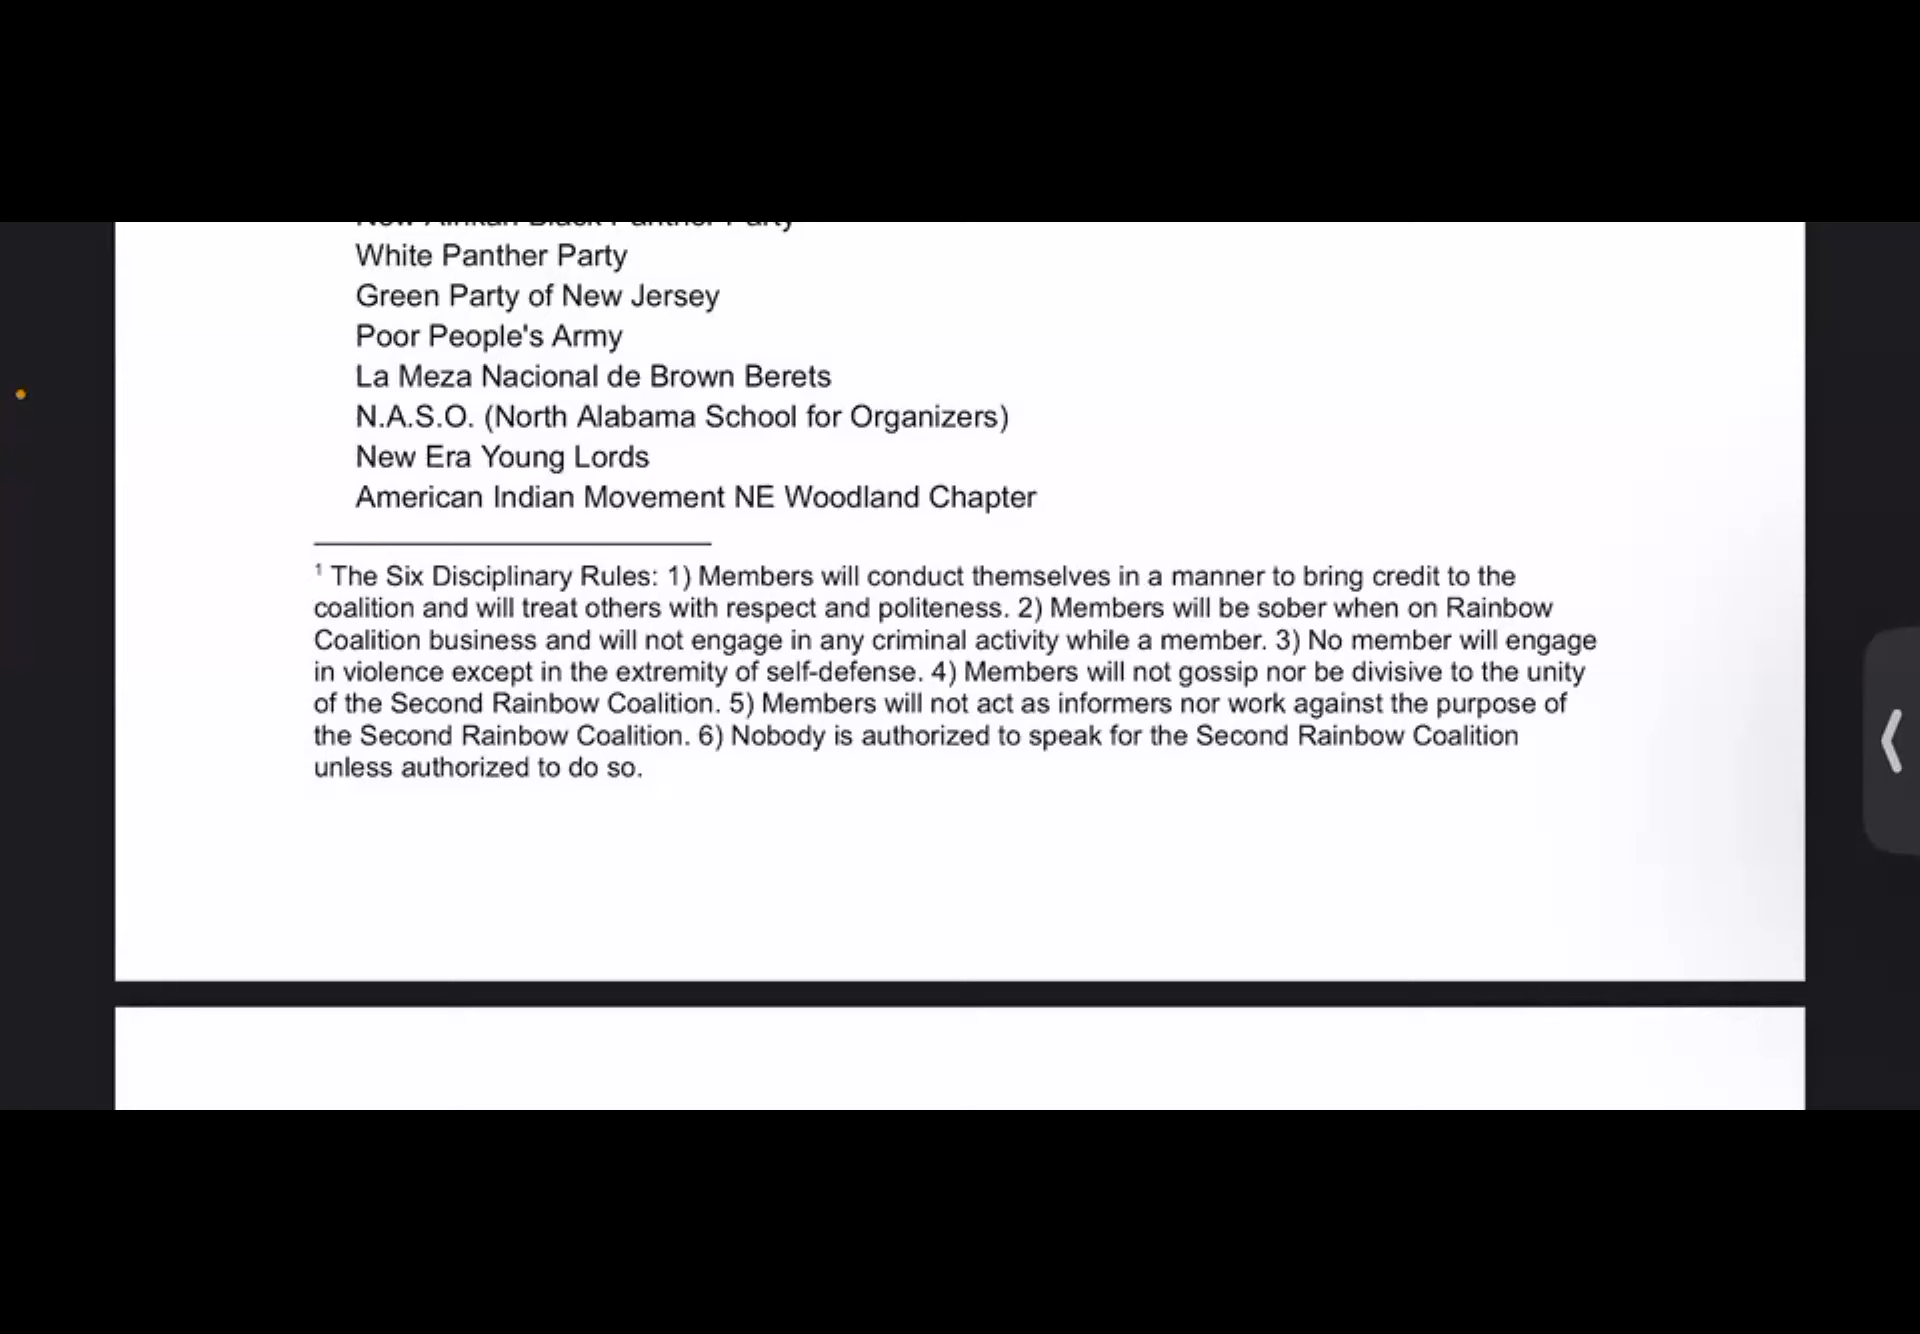 New Afrikan Black Panther Party
White Panther Party
Green Party of New Jersey
Poor People's Army
La Meza Nacional de Brown Berets
N.A.S.O. (North Alabama School for Organizers)
New Era Young Lords
American Indian Movement NE Woodland Chapter
1 The Six Disciplinary Rules: 1) Members will conduct themselves in a manner to bring credit to the
coalition and will treat others with respect and politeness. 2) Members will be sober when on Rainbow
Coalition business and will not engage in any criminal activity while a member. 3) No member will engage
in violence except in the extremity of self-defense. 4) Members will not gossip nor be divisive to the unity
of the Second Rainbow Coalition. 5) Members will not act as informers nor work against the purpose of
the Second Rainbow Coalition. 6) Nobody is authorized to speak for the Second Rainbow Coalition
unless authorized to do so.